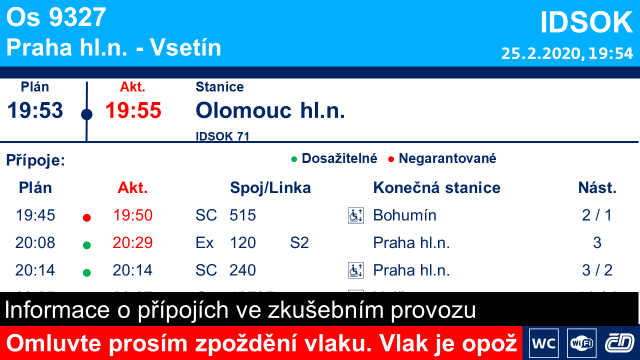 Os 9327 IDSOK
Praha hl.n. - Vsetín 25.2.2020, 19:54
Plán Akt. Stanice
19:53 19:55 Olomouc hl.n.
IDSOK 71
Přípoje: Dosažitelné Negarantované
Plán Akt. Spoj/Linka Konečná stanice Nást.
19:45 19:50 SC 515 Bohumín 2 / 1
20:08 20:29 Ex 120 S2 Praha hl.n. 3
20:14 20:14 SC 240 Praha hl.n. 3 / 2
Informace o přípojích ve zkušebním provozu
Omluvte prosím zpoždění vlaku. Vlak je opož WC WiFi ČD